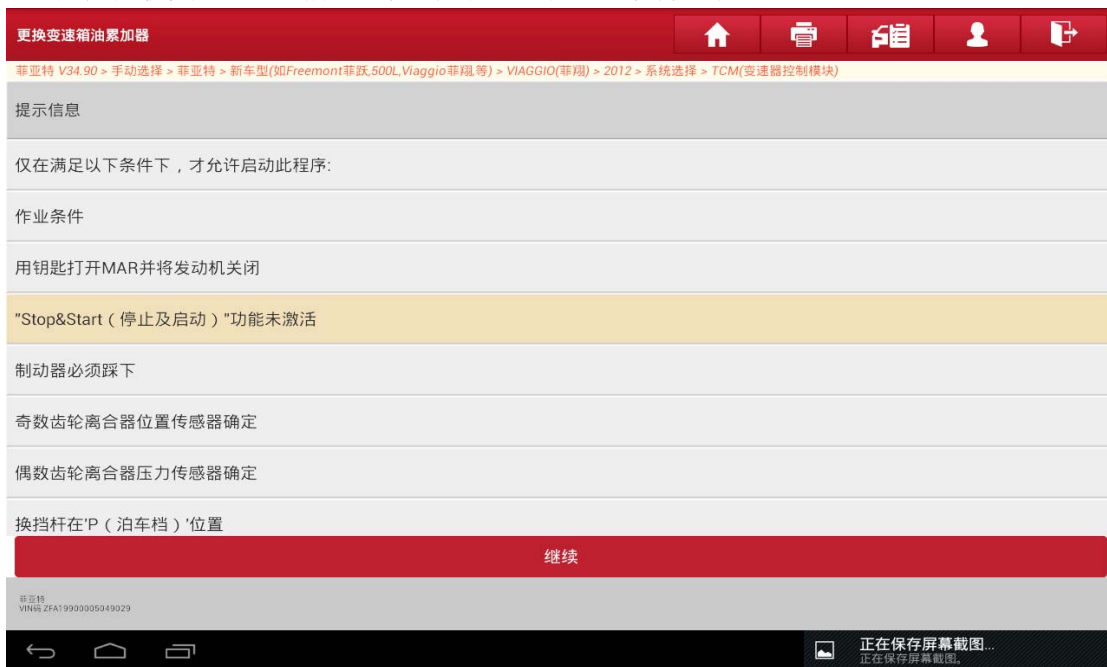 更换变速箱油累加器
菲亚特 V34.90 > 手动选择 > 菲亚特 > 新车型(如Freemont菲跃,500L,Viaggio菲翔,等) > VIAGGIO(菲翔) > 2012 > 系统选择 > TCM(变速器控制模块)
提示信息
仅在满足以下条件下，才允许启动此程序:
作业条件
用钥匙打开MAR并将发动机关闭
"Stop&Start（停止及启动）"功能未激活
制动器必须踩下
奇数齿轮离合器位置传感器确定
偶数齿轮离合器压力传感器确定
换挡杆在'P（泊车档）'位置
继续
菲亚特
VIN码 ZFA19900005049029
正在保存屏幕截图...
正在保存屏幕截图。